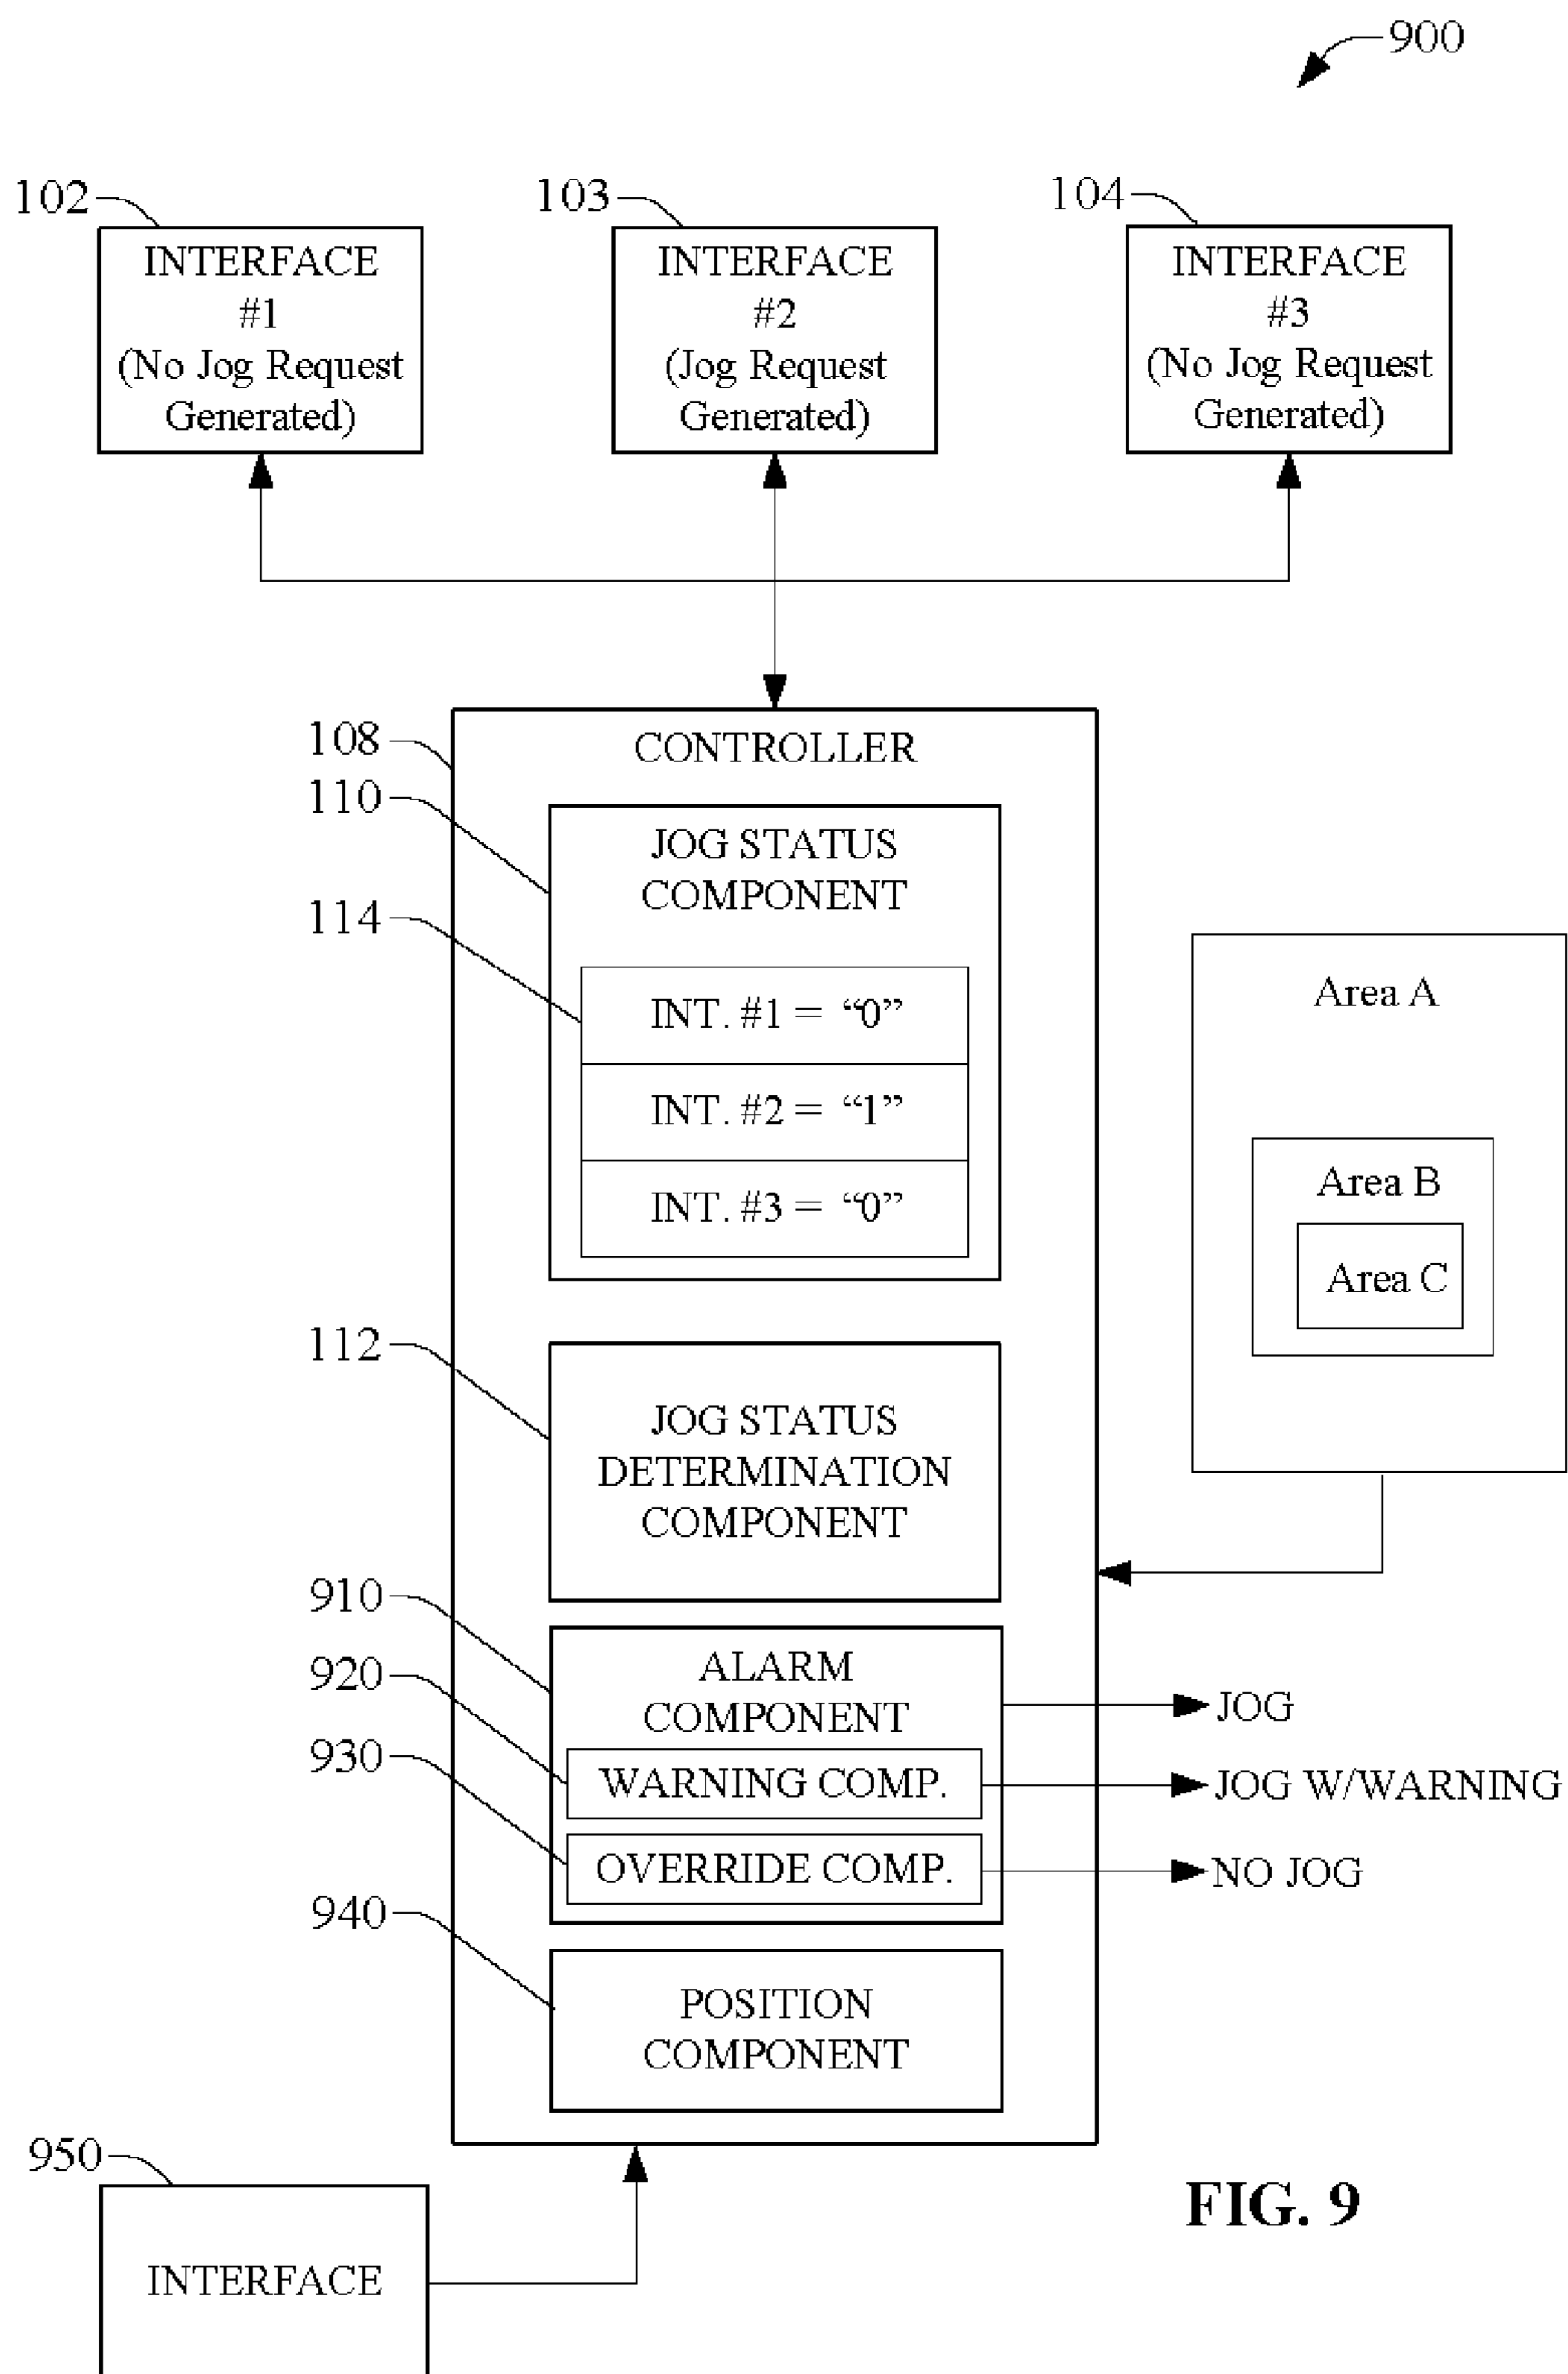 900
102
103
104
INTERFACE
#1
(No Jog Request
Generated)
INTERFACE
#2
(Jog Request
Generated)
INTERFACE
#3
(No Jog Request
Generated)
108
CONTROLLER
110
JOG STATUS
COMPONENT
114
INT. #1 = “0”
INT. #2 = “1”
INT. #3 = “0”
Area A
Area B
Area C
112
JOG STATUS
DETERMINATION
COMPONENT
910
ALARM
COMPONENT
920
WARNING COMP.
930
OVERRIDE COMP.
JOG
JOG W/WARNING
NO JOG
940
POSITION
COMPONENT
950
INTERFACE
FIG. 9